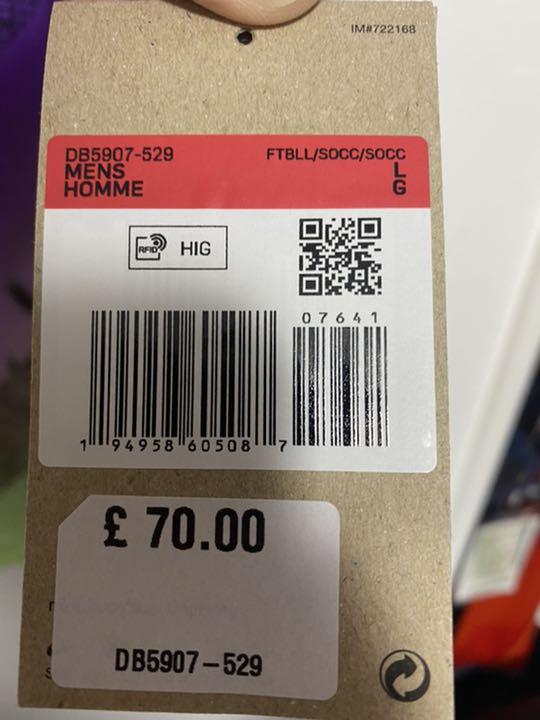 IM#722168
DB5907-529 FTBLL/SOCC/SOCC
MENS L
HOMME G
RFID HIG
07641
1 94958 60508 7
£ 70.00
DB5907-529